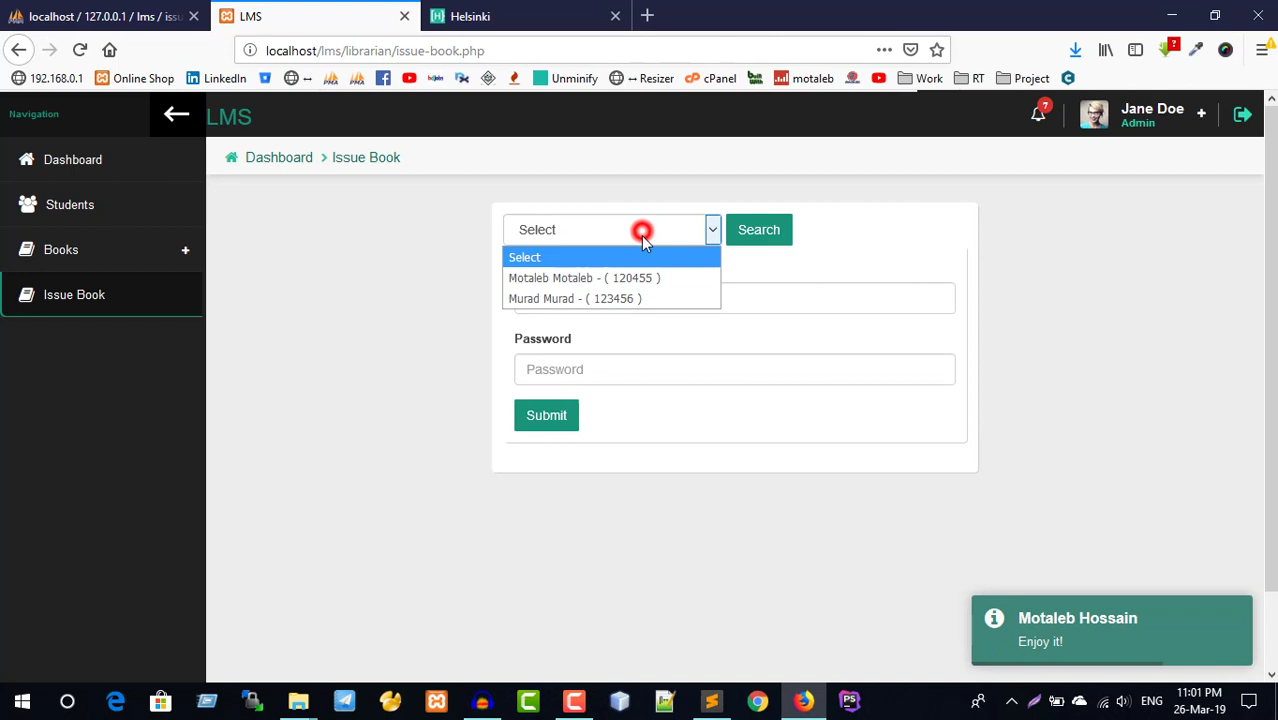 localhost / 127.0.0.1 / lms / issu
LMS
Helsinki
localhost/lms/librarian/issue-book.php
192.168.0.1
Online Shop
LinkedIn
Unminify
Resizer
cPanel
motaleb
Work
RT
Project
Navigation
LMS
7
Jane Doe
Admin
Dashboard
Dashboard > Issue Book
Students
Books
Issue Book
Select
Search
Select
Motaleb Motaleb - ( 120455 )
Murad Murad - ( 123456 )
Password
Password
Submit
Motaleb Hossain
Enjoy it!
ENG
11:01 PM
26-Mar-19